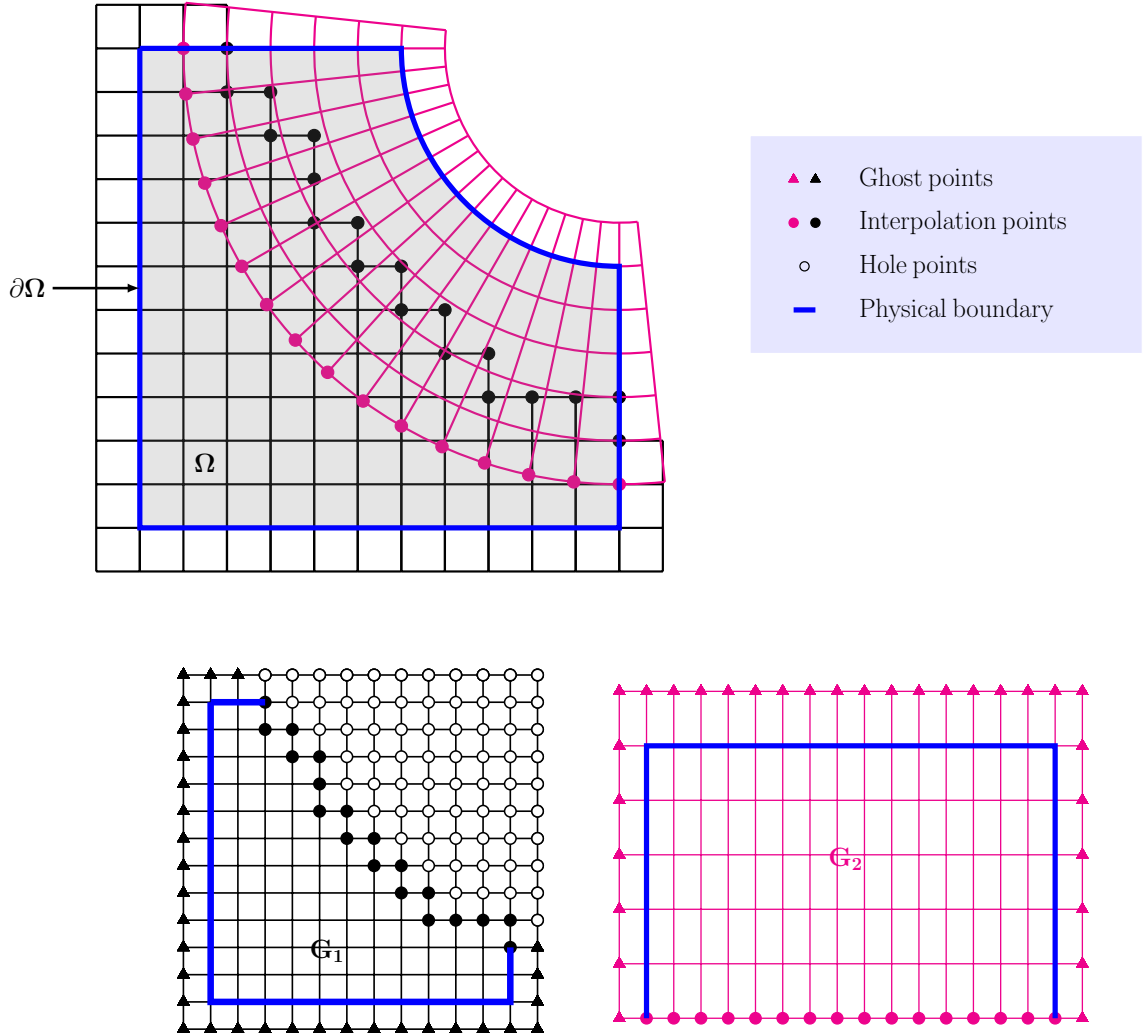 Ghost points
Interpolation points
Hole points
Physical boundary
∂Ω
Ω
G₁
G₂